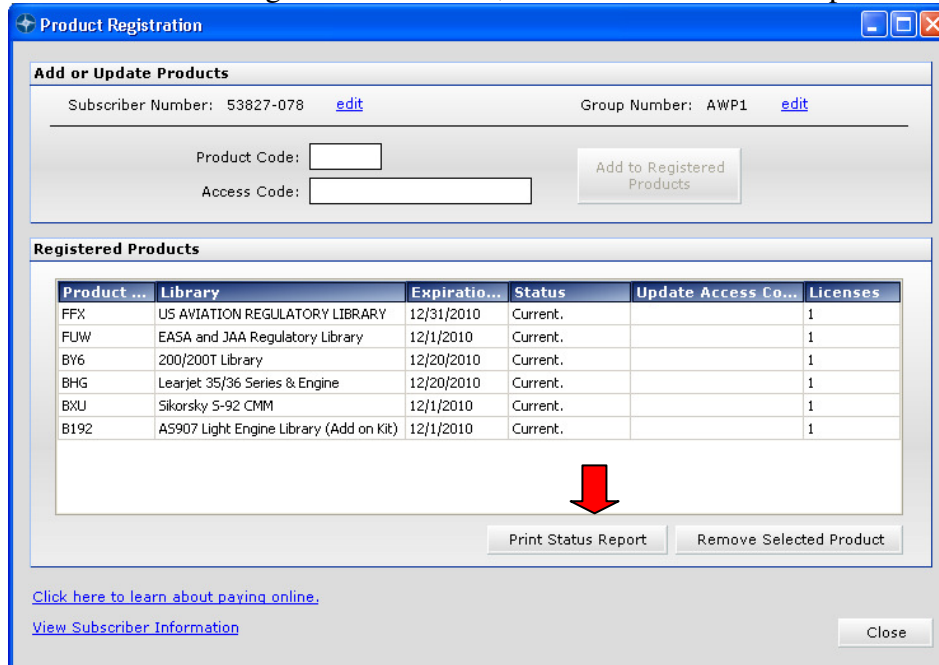 Product Registration
Add or Update Products
Subscriber Number: 53827-078 edit Group Number: AWP1 edit
Product Code:
Access Code:
Add to Registered
Products
Registered Products
Product ... Library Expiratio... Status Update Access Co... Licenses
FFX US AVIATION REGULATORY LIBRARY 12/31/2010 Current. 1
FUW EASA and JAA Regulatory Library 12/1/2010 Current. 1
BY6 200/200T Library 12/20/2010 Current. 1
BHG Learjet 35/36 Series & Engine 12/20/2010 Current. 1
BXU Sikorsky S-92 CMM 12/1/2010 Current. 1
B192 AS907 Light Engine Library (Add on Kit) 12/1/2010 Current. 1
Print Status Report Remove Selected Product
Click here to learn about paying online.
View Subscriber Information
Close